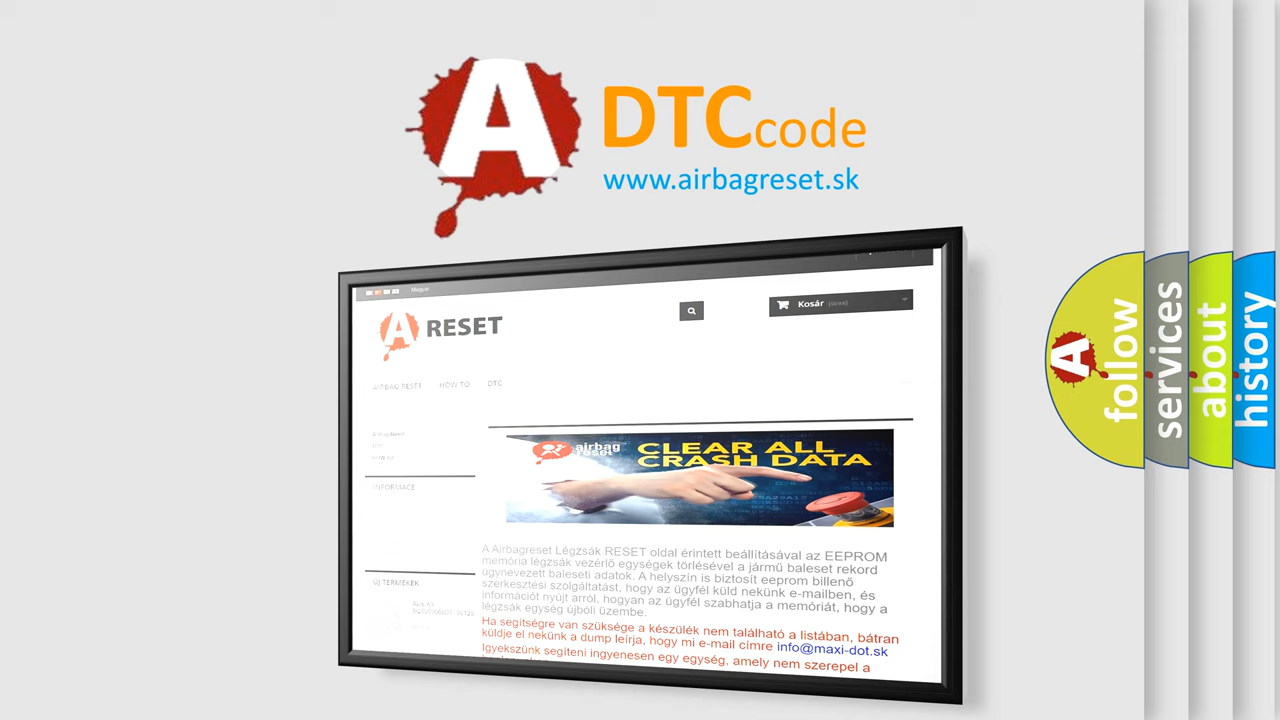 A
DTCcode
www.airbagreset.sk
Magyar
A RESET
Kosár (üres)
AIRBAG RESET HOW TO DTC
INFORMACE
ÚJ TERMÉKEK
airbag
reset
CLEAR ALL
CRASH DATA
A Airbagreset Légzsák RESET oldal érintett beállításával az EEPROM
memória légzsák vezérlő egységek törlésével a jármű baleset rekord
úgynevezett baleseti adatok. A helyszín is biztosít eeprom billenő
szerkesztési szolgáltatást, hogy az ügyfél küld nekünk e-mailben, és
információt nyújt arról, hogyan az ügyfél szabhatja a memóriát, hogy a
légzsák egység újbóli üzembe.
Ha segítségre van szüksége a készülék nem található a listában, bátran
küldje el nekünk a dump leírja, hogy mi e-mail címre info@maxi-dot.sk
Igyekszünk segíteni ingyenesen egy egység, amely nem szerepel a
A
follow
services
about
history